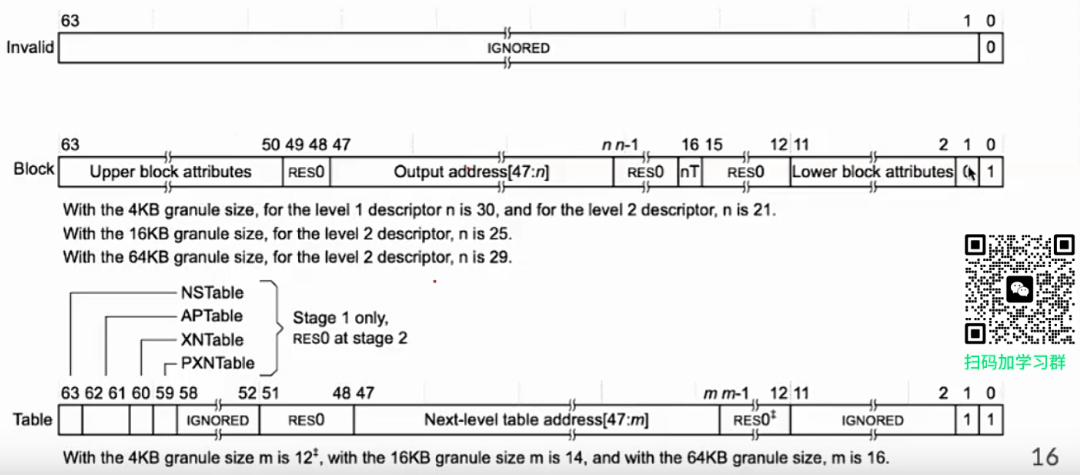 63 1 0
Invalid IGNORED 0
63 50 49 48 47 n n-1 16 15 12 11 2 1 0
Block Upper block attributes RES0 Output address[47:n] RES0 nT RES0 Lower block attributes 0 1
With the 4KB granule size, for the level 1 descriptor n is 30, and for the level 2 descriptor, n is 21.
With the 16KB granule size, for the level 2 descriptor, n is 25.
With the 64KB granule size, for the level 2 descriptor, n is 29.
NSTable
APTable
XNTable
PXNTable
Stage 1 only,
RES0 at stage 2
扫码加学习群
63 62 61 60 59 58 52 51 48 47 m m-1 12 11 2 1 0
Table IGNORED RES0 Next-level table address[47:m] RES0‡ IGNORED 1 1
With the 4KB granule size m is 12‡, with the 16KB granule size m is 14, and with the 64KB granule size, m is 16.
16